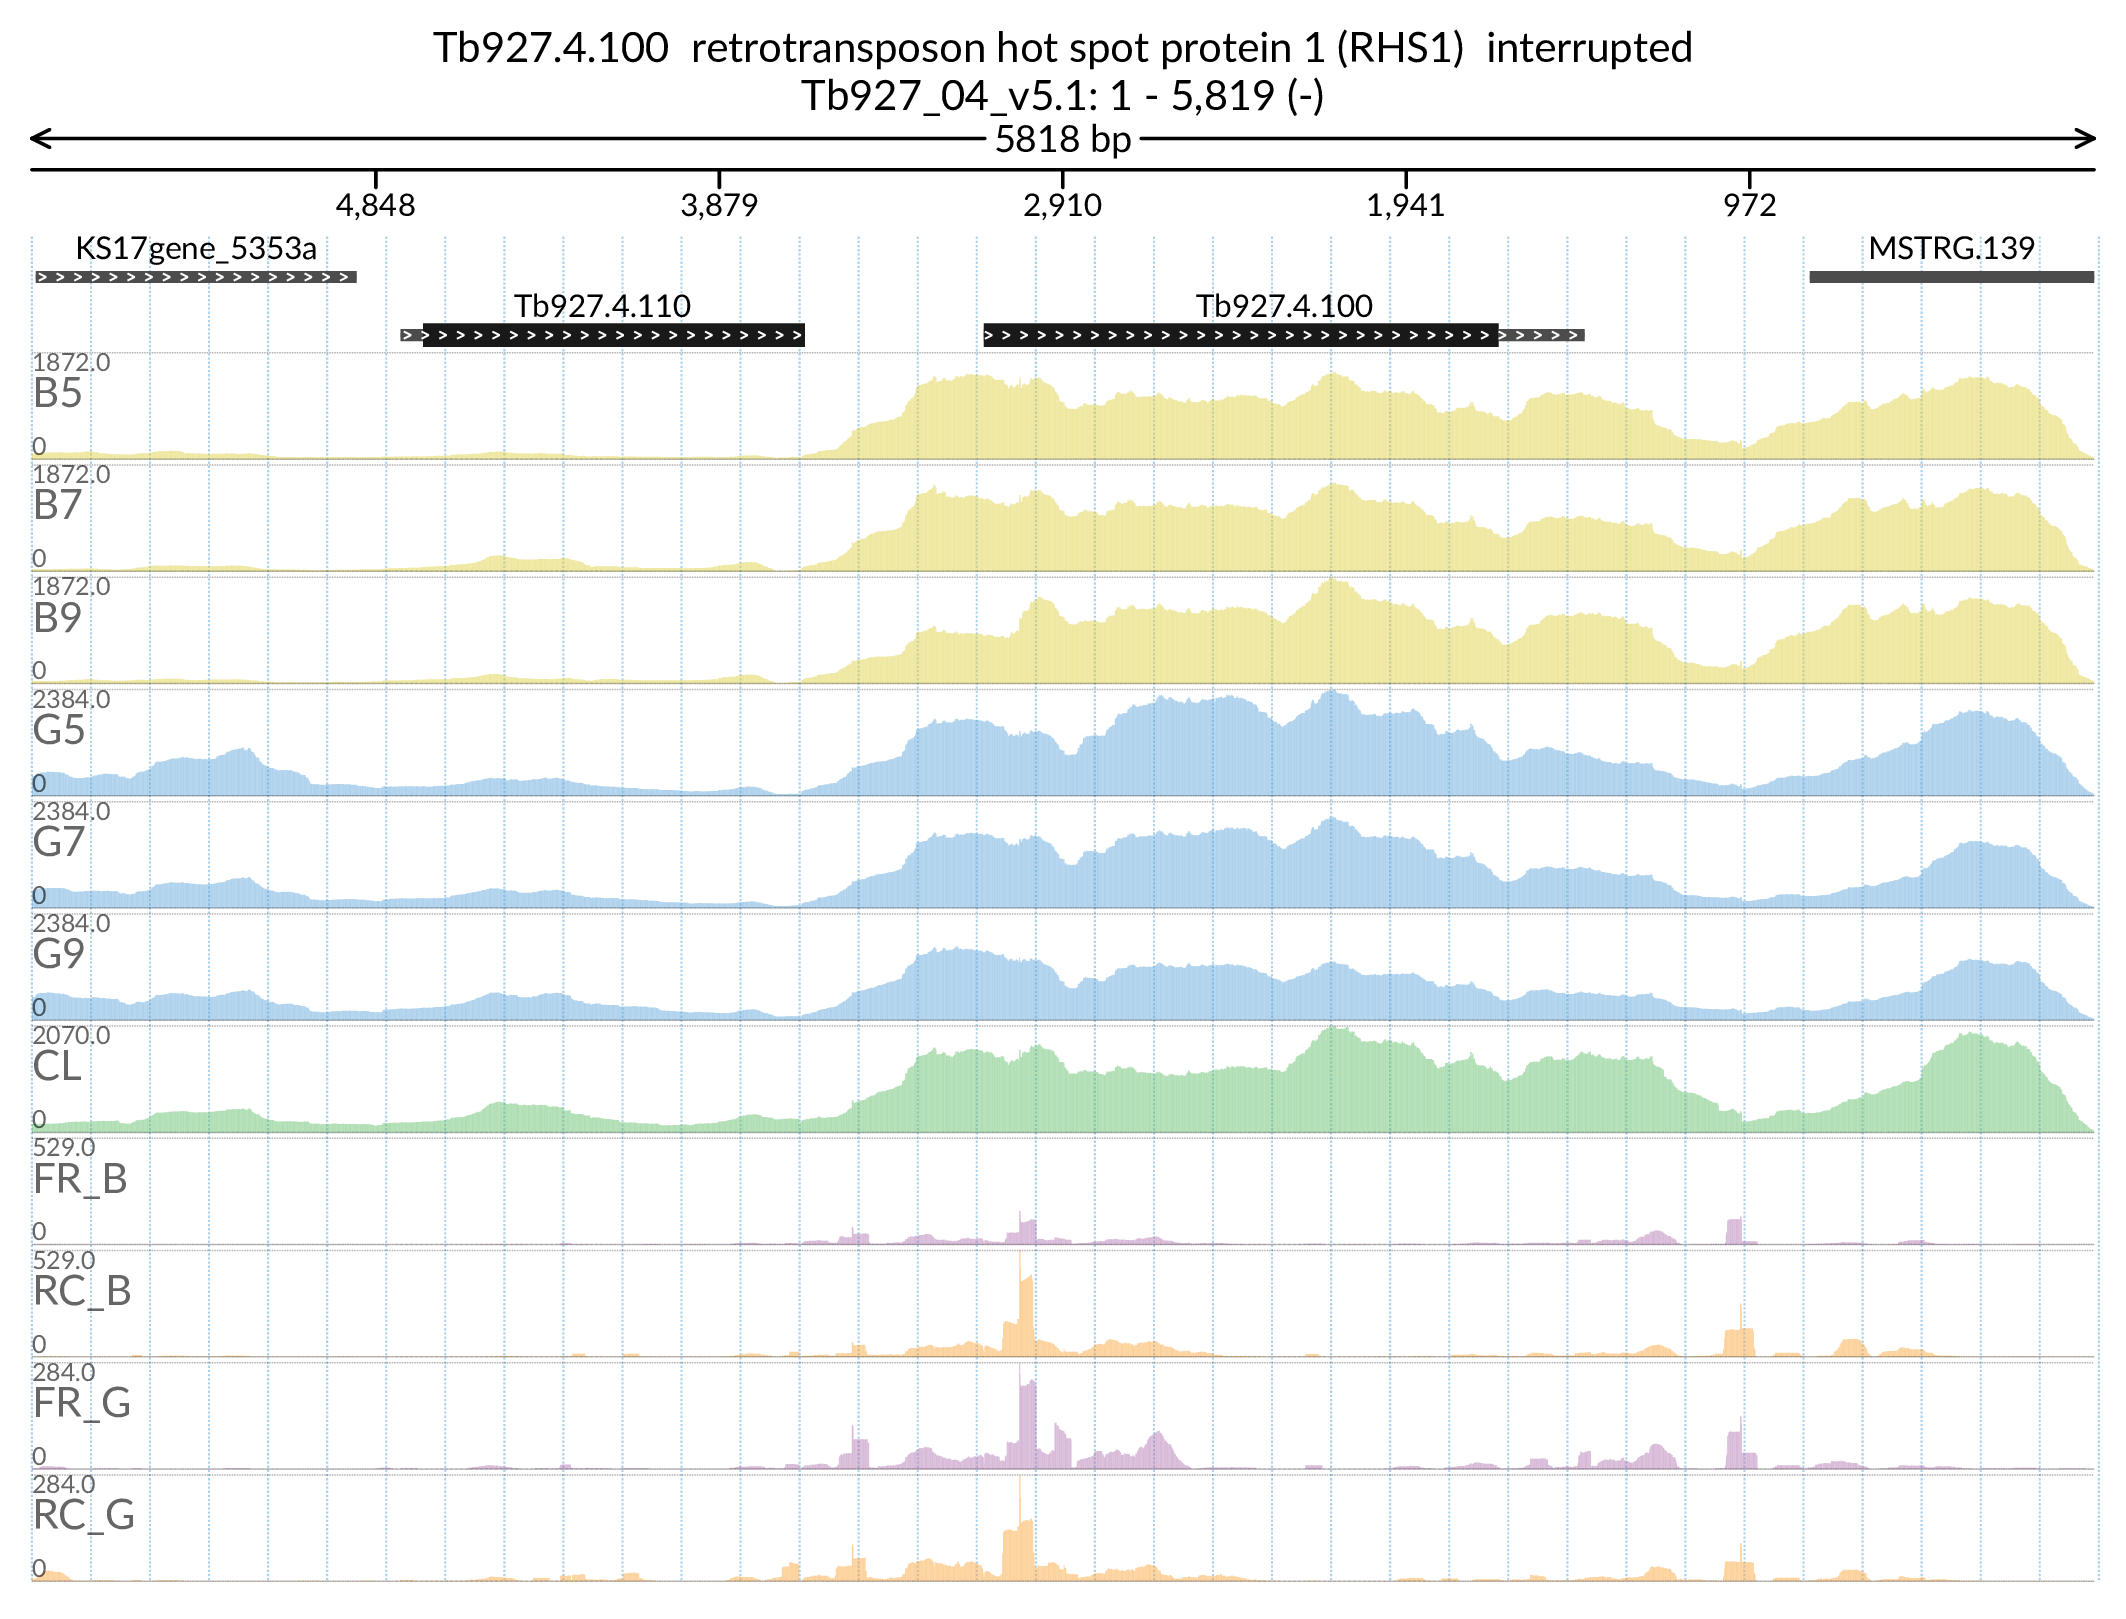 Tb927.4.100 retrotransposon hot spot protein 1 (RHS1) interrupted
Tb927_04_v5.1: 1 - 5,819 (-)
5818 bp
4,848 3,879 2,910 1,941 972
KS17gene_5353a MSTRG.139
Tb927.4.110 Tb927.4.100
1872.0
B5
0
1872.0
B7
0
1872.0
B9
0
2384.0
G5
0
2384.0
G7
0
2384.0
G9
0
2070.0
CL
0
529.0
FR_B
0
529.0
RC_B
0
284.0
FR_G
0
284.0
RC_G
0